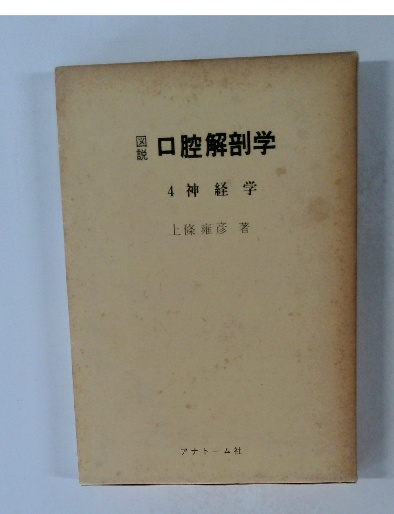 図説 口腔解剖学
4 神経学
上條雍彦 著
アナトーム社